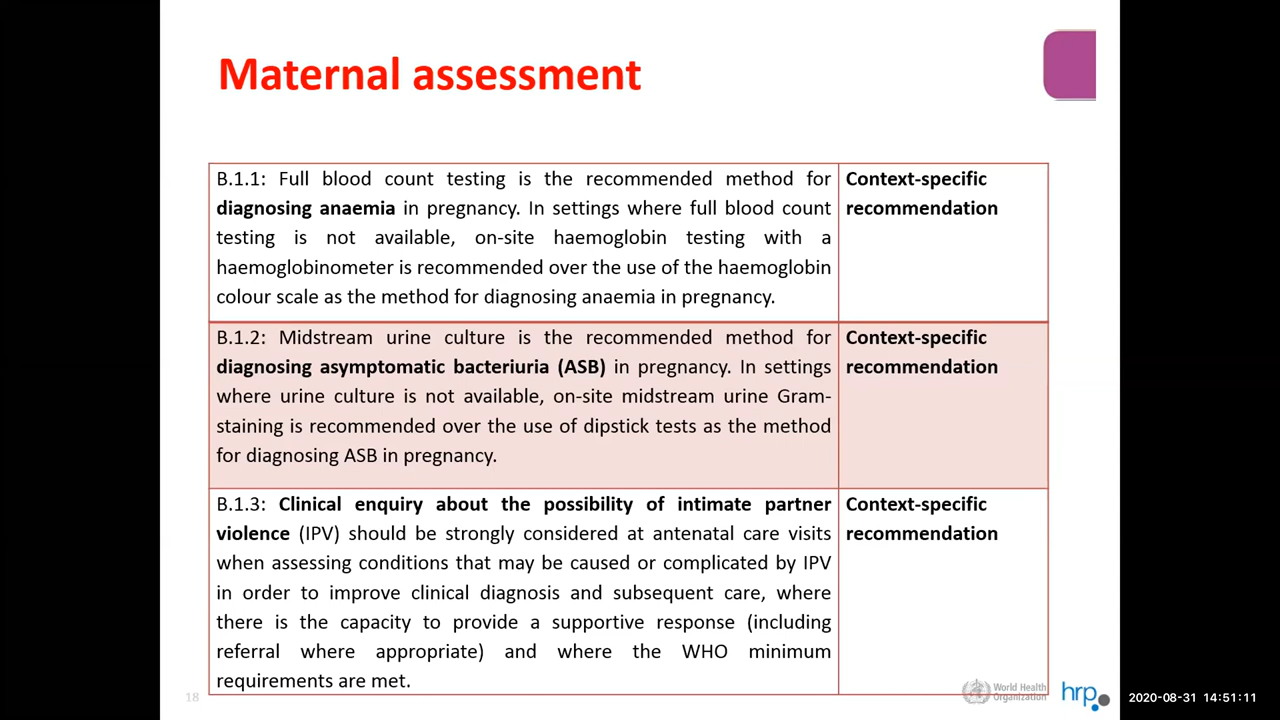 Maternal assessment
B.1.1: Full blood count testing is the recommended method for
diagnosing anaemia in pregnancy. In settings where full blood count
testing is not available, on-site haemoglobin testing with a
haemoglobinometer is recommended over the use of the haemoglobin
colour scale as the method for diagnosing anaemia in pregnancy.
Context-specific
recommendation
B.1.2: Midstream urine culture is the recommended method for
diagnosing asymptomatic bacteriuria (ASB) in pregnancy. In settings
where urine culture is not available, on-site midstream urine Gram-
staining is recommended over the use of dipstick tests as the method
for diagnosing ASB in pregnancy.
Context-specific
recommendation
B.1.3: Clinical enquiry about the possibility of intimate partner
violence (IPV) should be strongly considered at antenatal care visits
when assessing conditions that may be caused or complicated by IPV
in order to improve clinical diagnosis and subsequent care, where
there is the capacity to provide a supportive response (including
referral where appropriate) and where the WHO minimum
requirements are met.
Context-specific
recommendation
18
World Health
Organization
hrp
2020-08-31 14:51:11